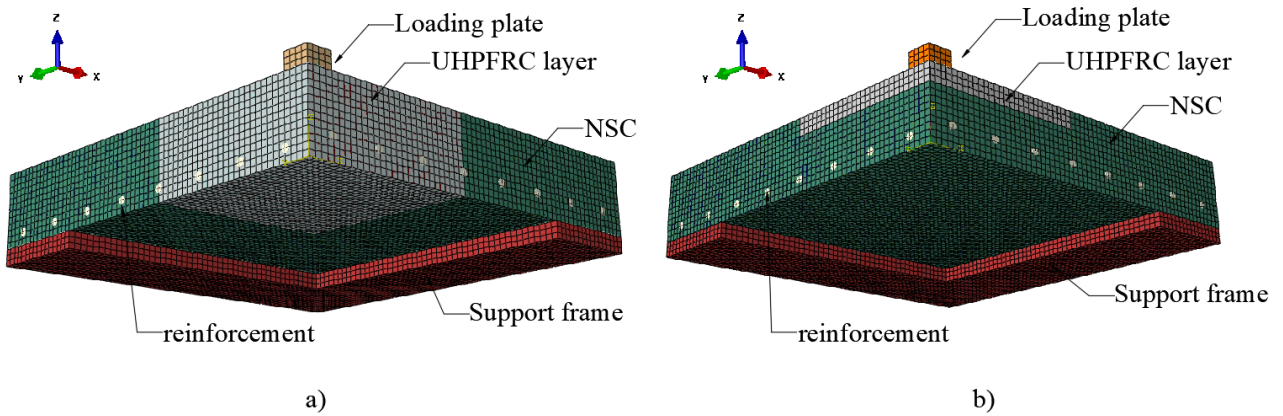 Z
Y
X
Loading plate
UHPFRC layer
NSC
Support frame
reinforcement
a)
Z
Y
X
Loading plate
UHPFRC layer
NSC
Support frame
reinforcement
b)